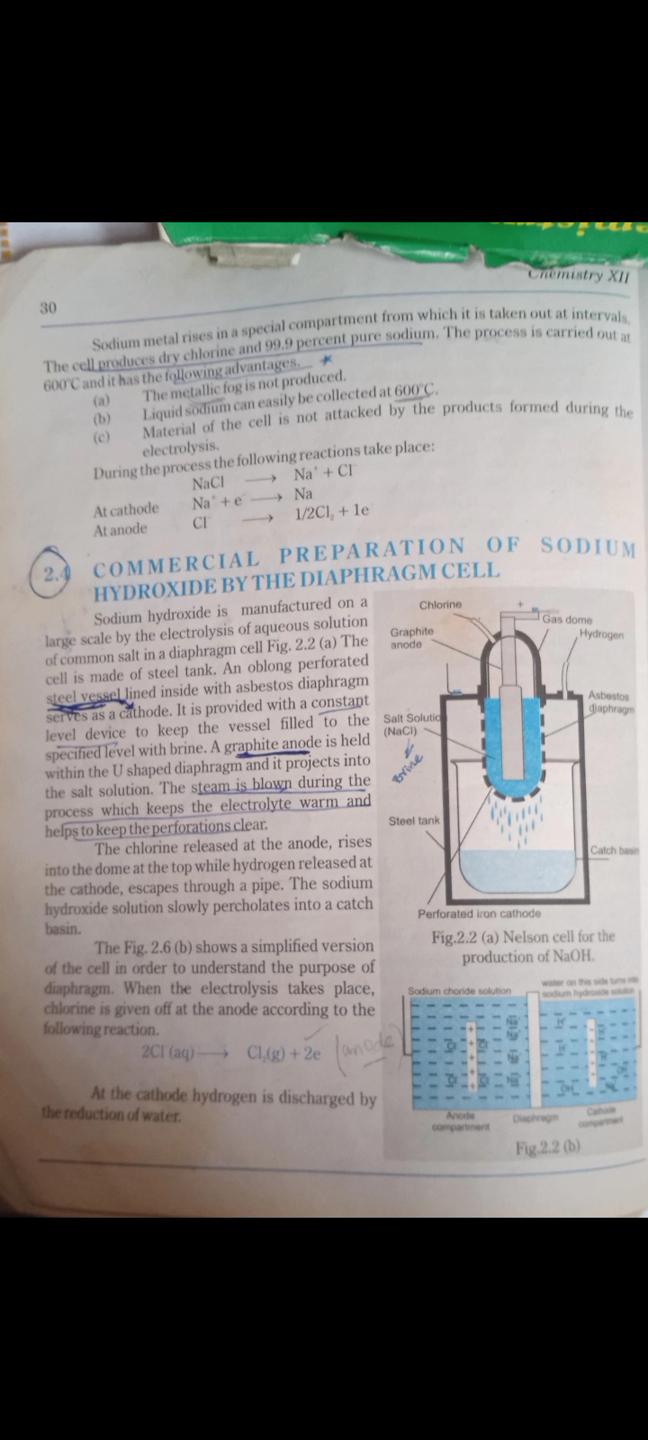 Chemistry XII
30
Sodium metal rises in a special compartment from which it is taken out at intervals.
The cell produces dry chlorine and 99.9 percent pure sodium. The process is carried out at
600°C and it has the following advantages.
(a) The metallic fog is not produced.
(b) Liquid sodium can easily be collected at 600°C.
(c) Material of the cell is not attacked by the products formed during the
electrolysis.
During the process the following reactions take place:
NaCl ⟶ Na⁺ + Cl⁻
At cathode Na⁺ + e⁻ ⟶ Na
At anode Cl⁻ ⟶ 1/2Cl₂ + 1e⁻
2.4 COMMERCIAL PREPARATION OF SODIUM
HYDROXIDE BY THE DIAPHRAGM CELL
Sodium hydroxide is manufactured on a
large scale by the electrolysis of aqueous solution
of common salt in a diaphragm cell Fig. 2.2 (a) The
cell is made of steel tank. An oblong perforated
steel vessel lined inside with asbestos diaphragm
serves as a cathode. It is provided with a constant
level device to keep the vessel filled to the
specified level with brine. A graphite anode is held
within the U shaped diaphragm and it projects into
the salt solution. The steam is blown during the
process which keeps the electrolyte warm and
helps to keep the perforations clear.
The chlorine released at the anode, rises
into the dome at the top while hydrogen released at
the cathode, escapes through a pipe. The sodium
hydroxide solution slowly percholates into a catch
basin.
The Fig. 2.6 (b) shows a simplified version
of the cell in order to understand the purpose of
diaphragm. When the electrolysis takes place,
chlorine is given off at the anode according to the
following reaction.
2Cl⁻(aq) ⟶ Cl₂(g) + 2e⁻ (anode)
At the cathode hydrogen is discharged by
the reduction of water.
Chlorine
+
Gas dome
Graphite
anode
Hydrogen
Asbestos
diaphragm
Salt Solution
(NaCl)
Brine
Steel tank
Catch basin
Perforated iron cathode
Fig.2.2 (a) Nelson cell for the
production of NaOH.
Sodium choride solution
water on this side turns into
sodium hydroxide solution
Anode
compartment
Diaphragm
Cathode
compartment
Fig.2.2 (b)